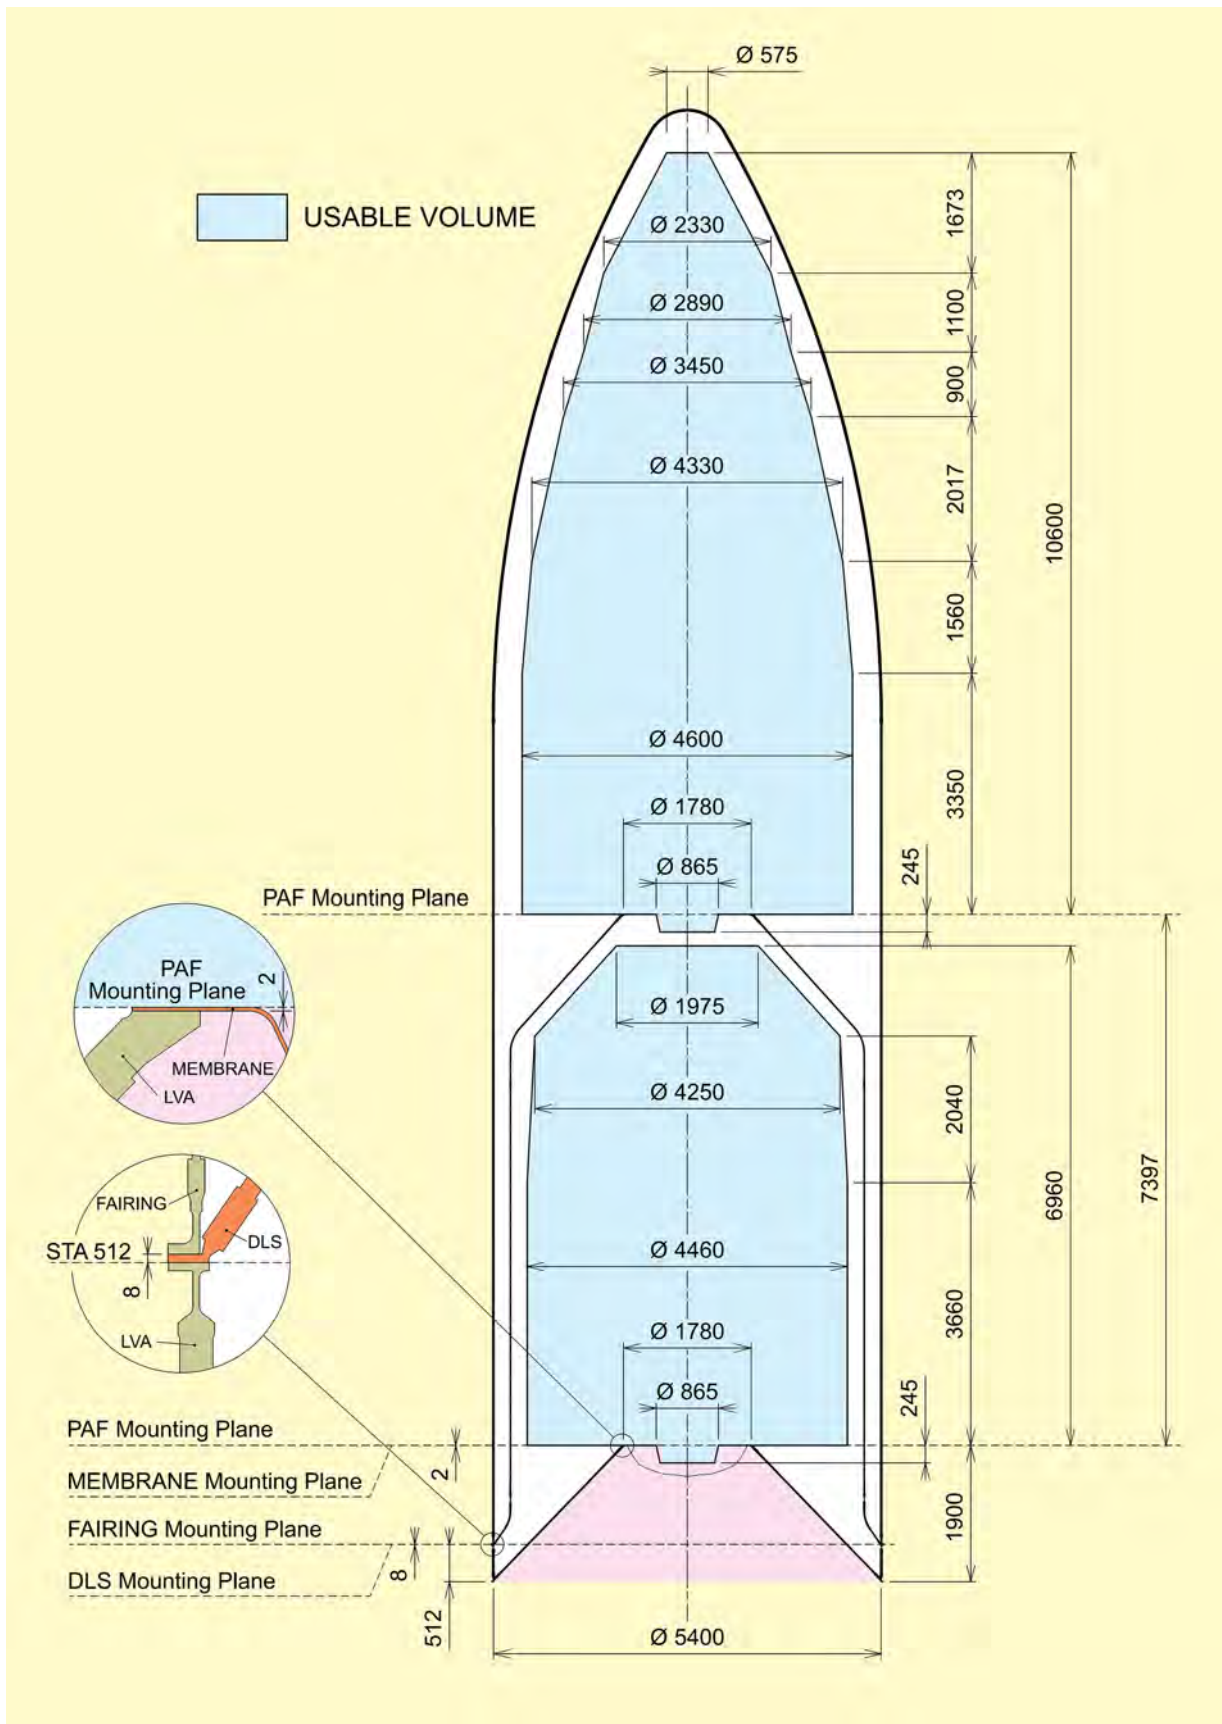 Ø 575
USABLE VOLUME
Ø 2330
1673
Ø 2890
1100
Ø 3450
900
Ø 4330
2017
10600
1560
Ø 4600
3350
Ø 1780
Ø 865
245
PAF Mounting Plane
PAF
Mounting Plane
2
MEMBRANE
LVA
Ø 1975
Ø 4250
2040
6960
7397
FAIRING
DLS
STA 512
8
LVA
Ø 4460
3660
Ø 1780
Ø 865
245
PAF Mounting Plane
2
MEMBRANE Mounting Plane
FAIRING Mounting Plane
1900
8
DLS Mounting Plane
512
Ø 5400